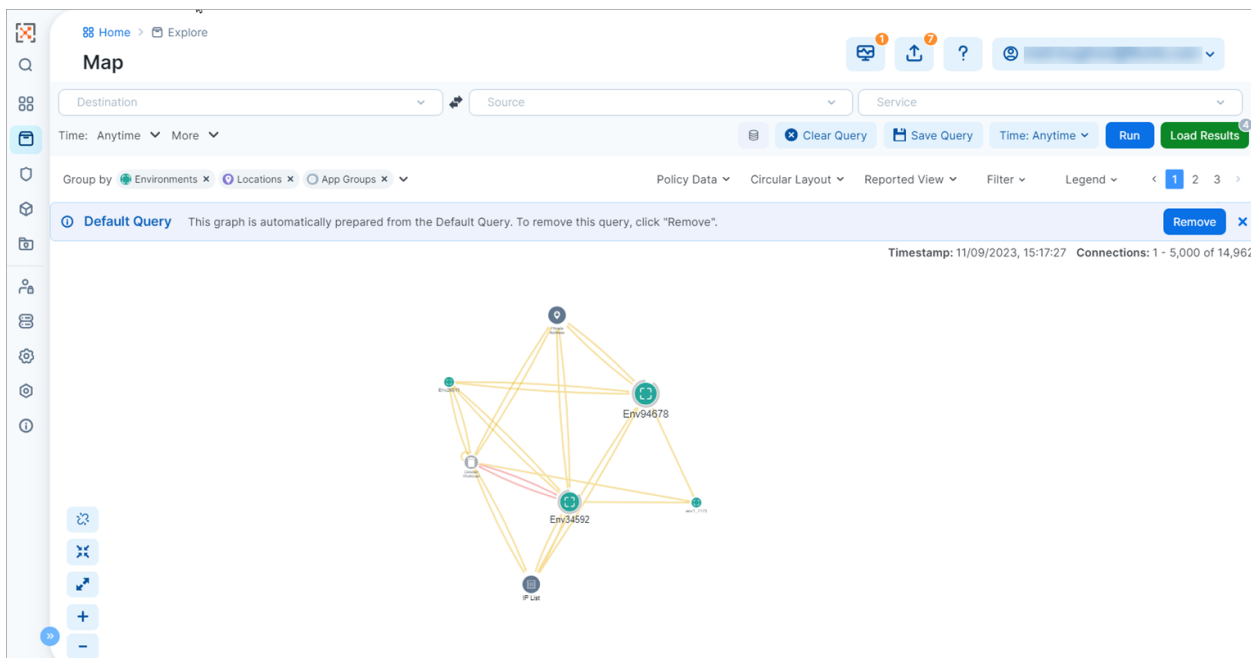 Home > Explore
Map
1
7
?
Destination
Source
Service
Time: Anytime More
Clear Query
Save Query
Time: Anytime
Run
Load Results
4
Group by Environments × Locations × App Groups ×
Policy Data
Circular Layout
Reported View
Filter
Legend
< 1 2 3 >
Default Query This graph is automatically prepared from the Default Query. To remove this query, click "Remove".
Remove
Timestamp: 11/09/2023, 15:17:27 Connections: 1 - 5,000 of 14,962
Env94678
Env34592
IP List